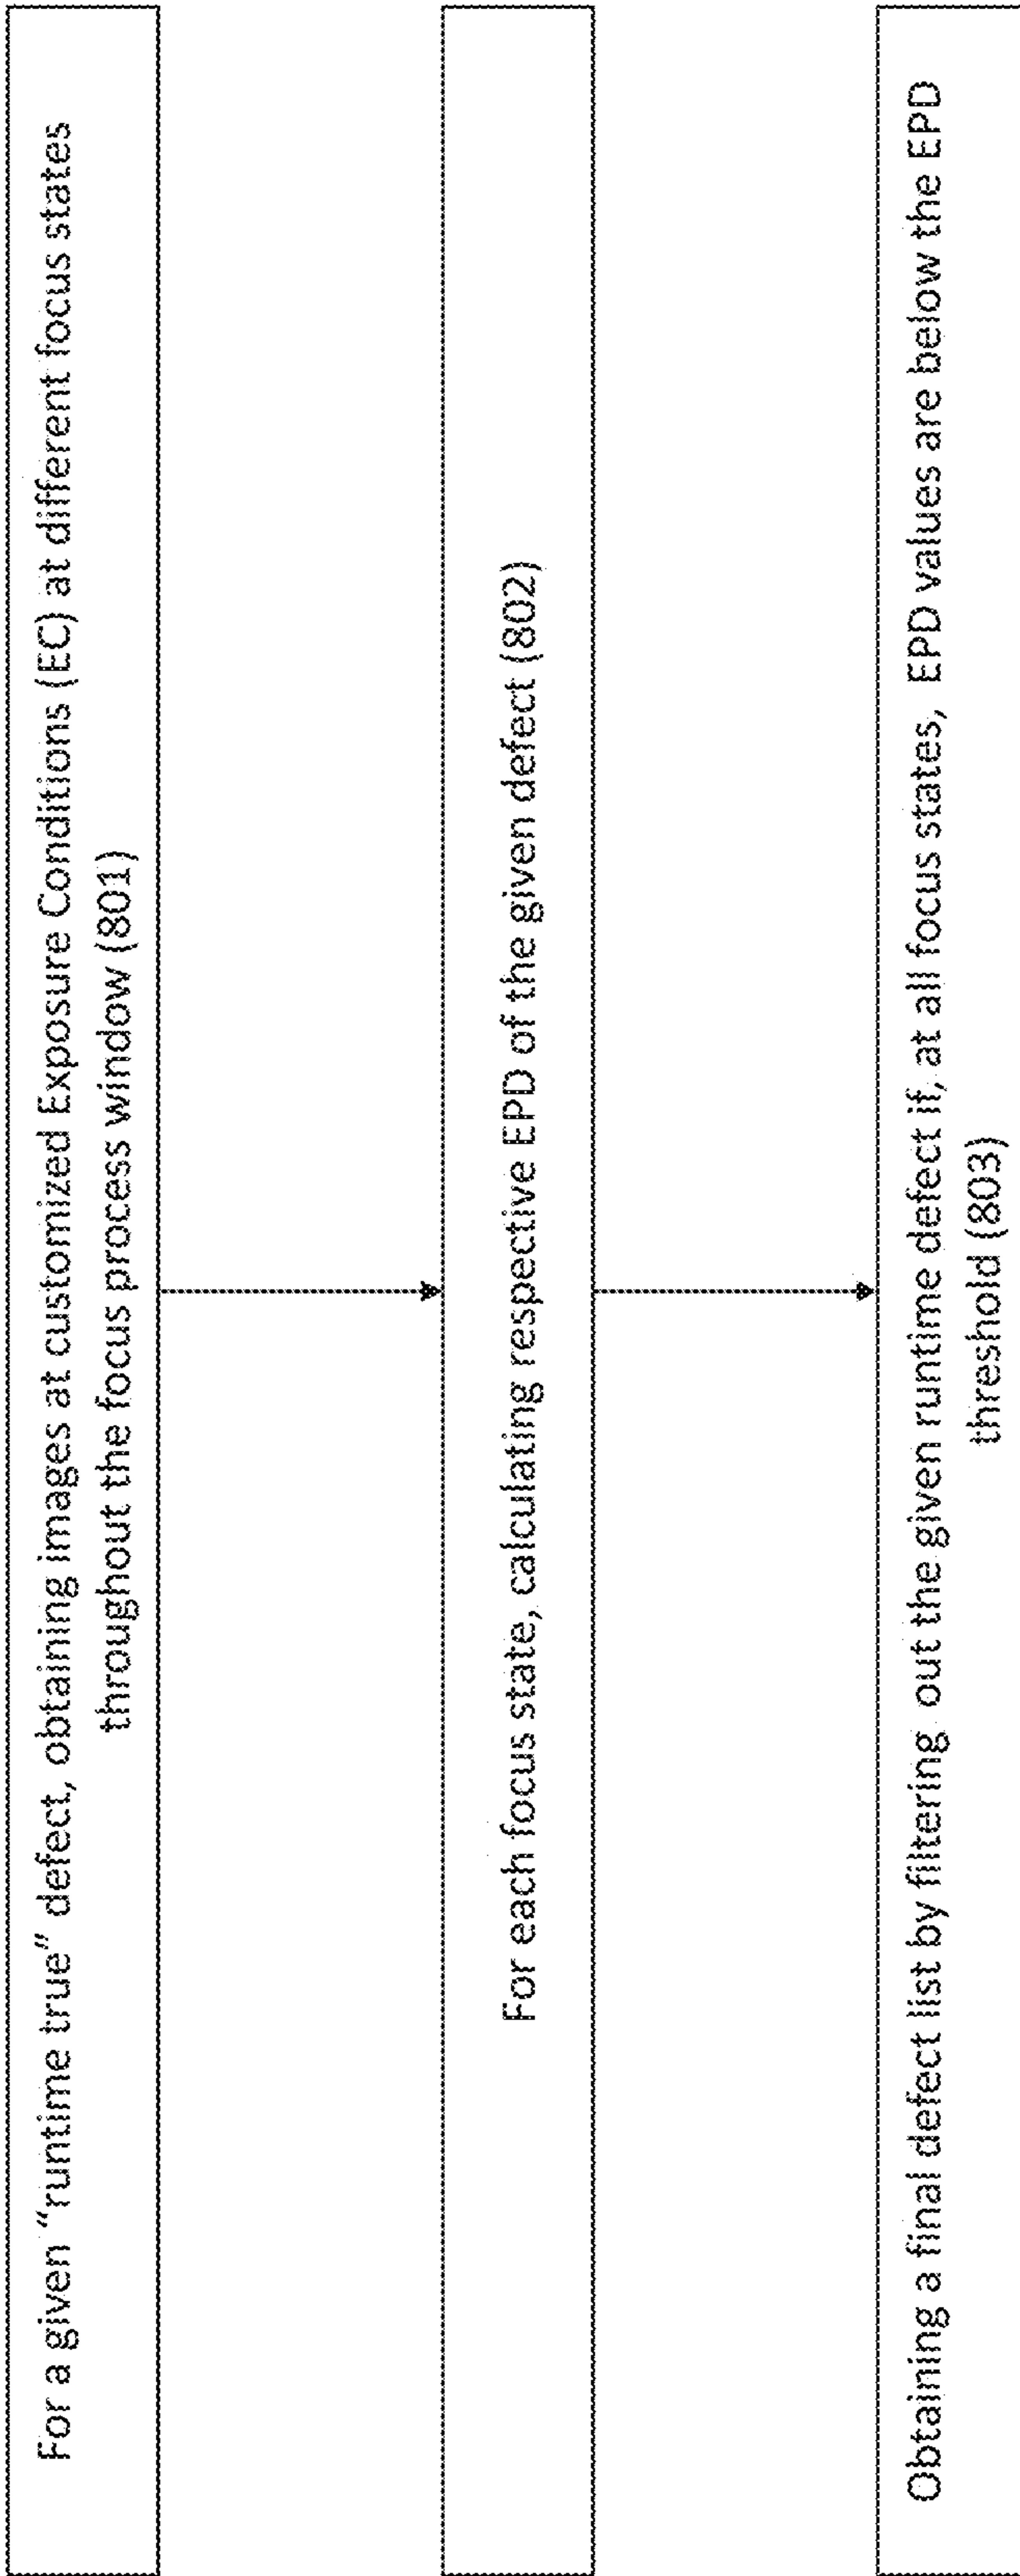 For a given “runtime true” defect, obtaining images at customized Exposure Conditions (EC) at different focus states
throughout the focus process window (801)
For each focus state, calculating respective EPD of the given defect (802)
Obtaining a final defect list by filtering out the given runtime defect if, at all focus states, EPD values are below the EPD
threshold (803)